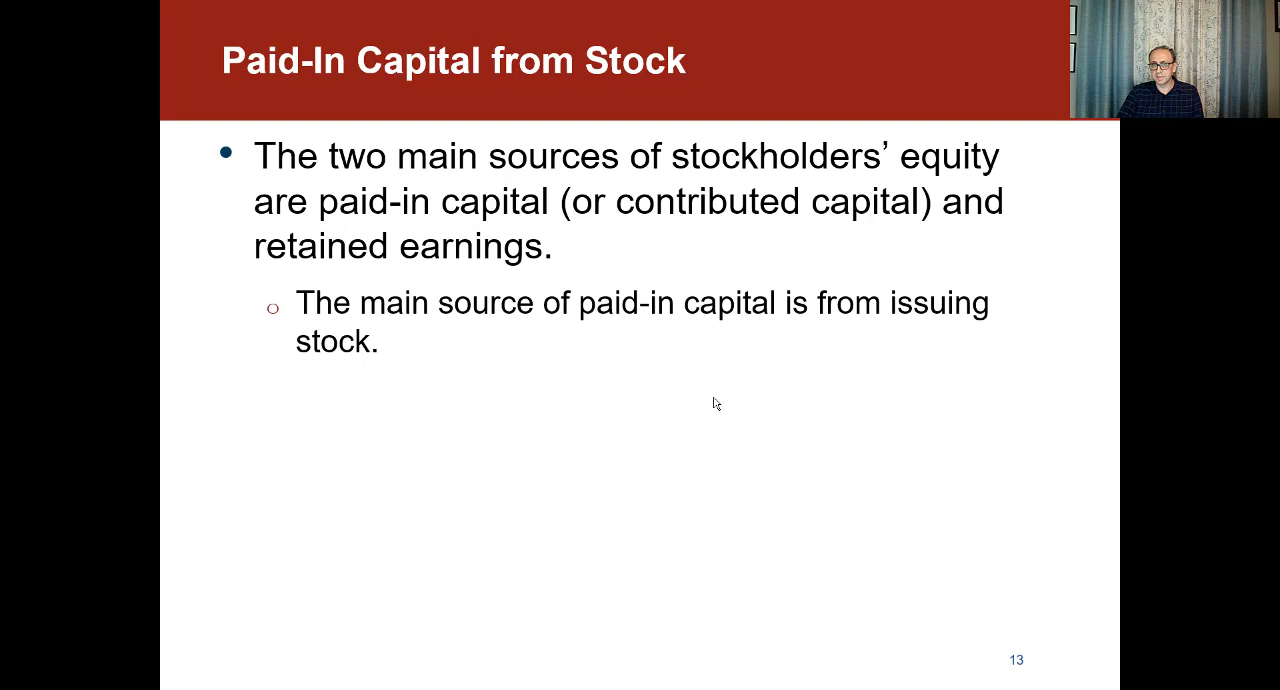 Paid-In Capital from Stock
• The two main sources of stockholders’ equity
are paid-in capital (or contributed capital) and
retained earnings.
o The main source of paid-in capital is from issuing
stock.
13